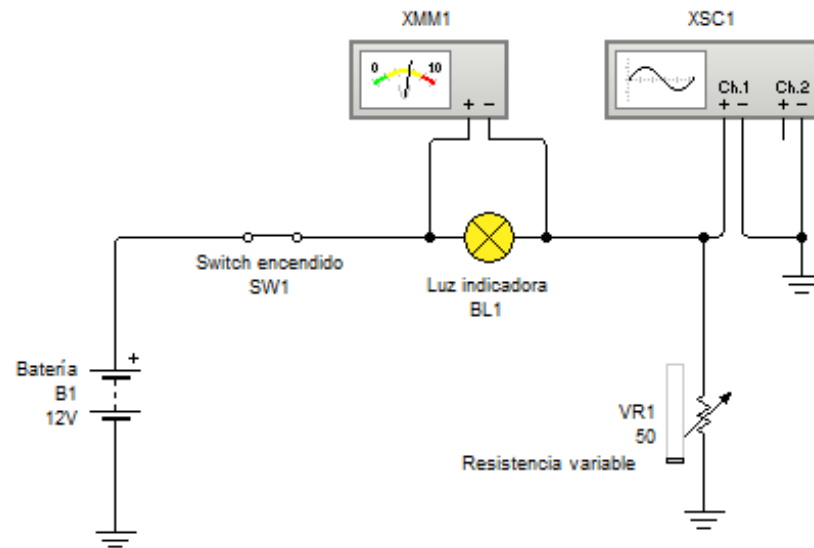 XMM1
XSC1
0 10
+ -
Ch.1 Ch.2
+ - + -
Switch encendido
SW1
Luz indicadora
BL1
Batería
B1
12V
+
VR1
50
Resistencia variable